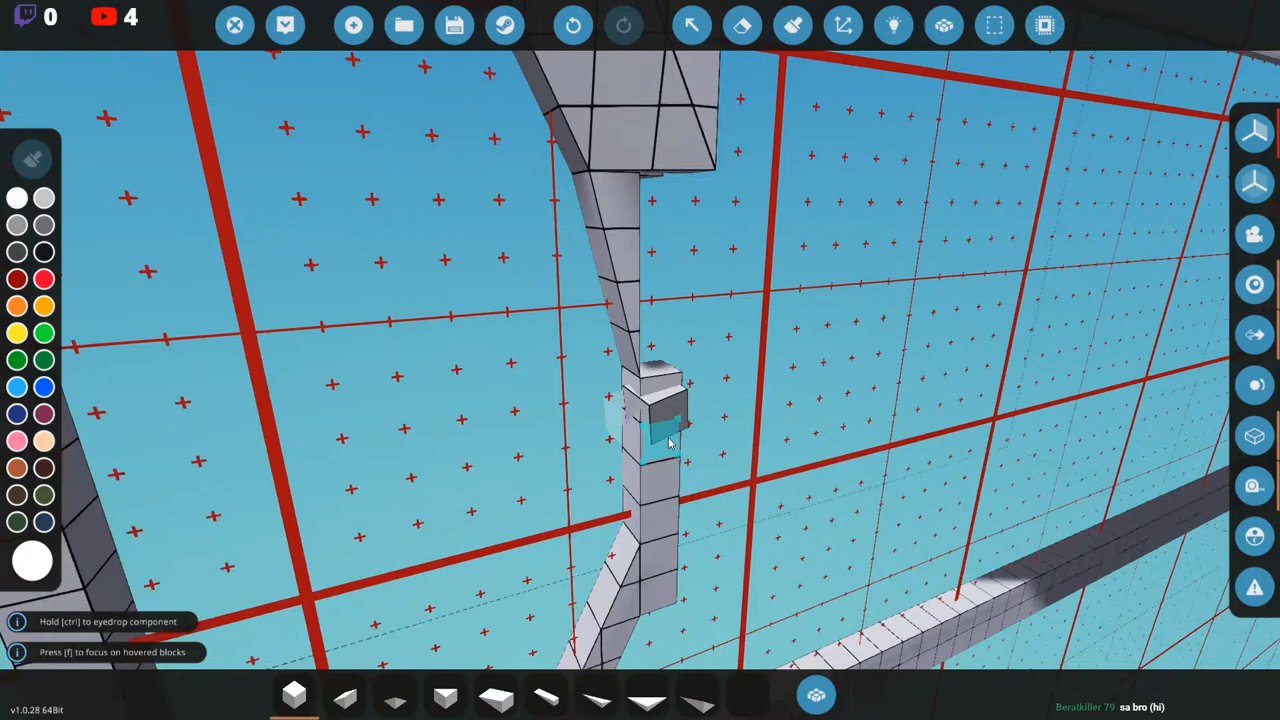 0
4
Hold [ctrl] to eyedrop component
Press [f] to focus on hovered blocks
v1.0.28 64Bit
Beratkiller 79 sa bro (hi)